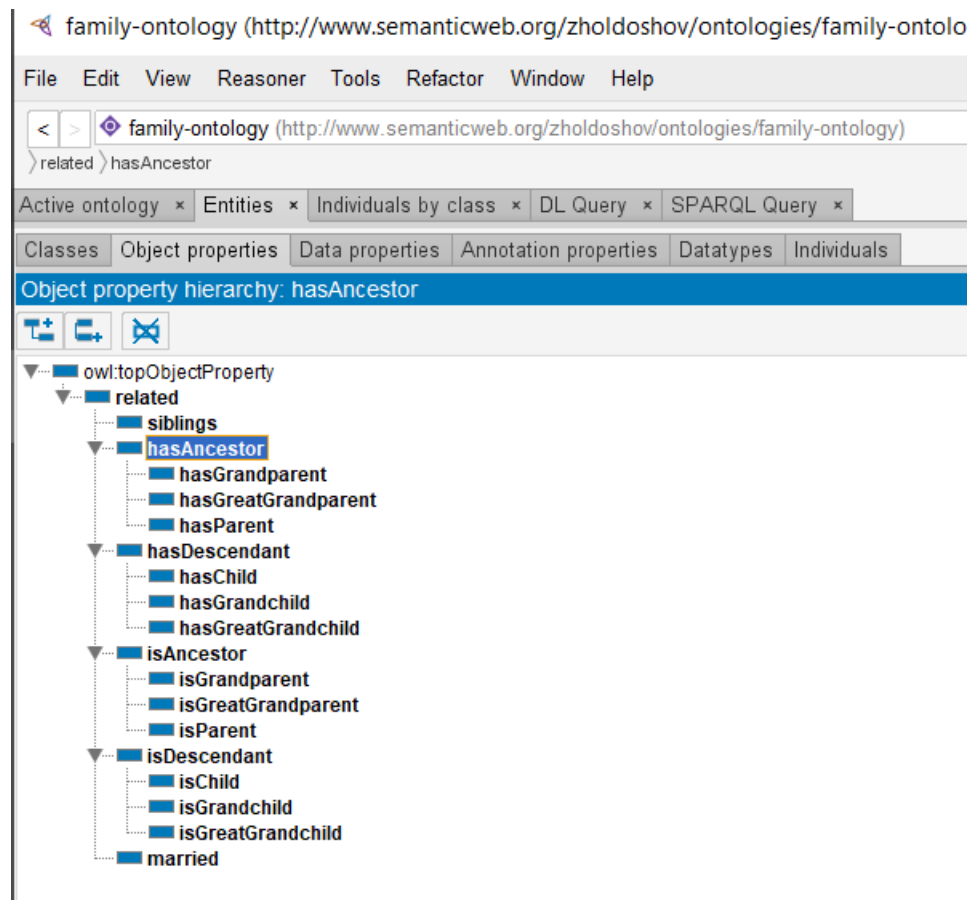 family-ontology (http://www.semanticweb.org/zholdoshov/ontologies/family-ontolo
File Edit View Reasoner Tools Refactor Window Help
< > family-ontology (http://www.semanticweb.org/zholdoshov/ontologies/family-ontology)
related hasAncestor
Active ontology × Entities × Individuals by class × DL Query × SPARQL Query ×
Classes Object properties Data properties Annotation properties Datatypes Individuals
Object property hierarchy: hasAncestor
owl:topObjectProperty
related
siblings
hasAncestor
hasGrandparent
hasGreatGrandparent
hasParent
hasDescendant
hasChild
hasGrandchild
hasGreatGrandchild
isAncestor
isGrandparent
isGreatGrandparent
isParent
isDescendant
isChild
isGrandchild
isGreatGrandchild
married